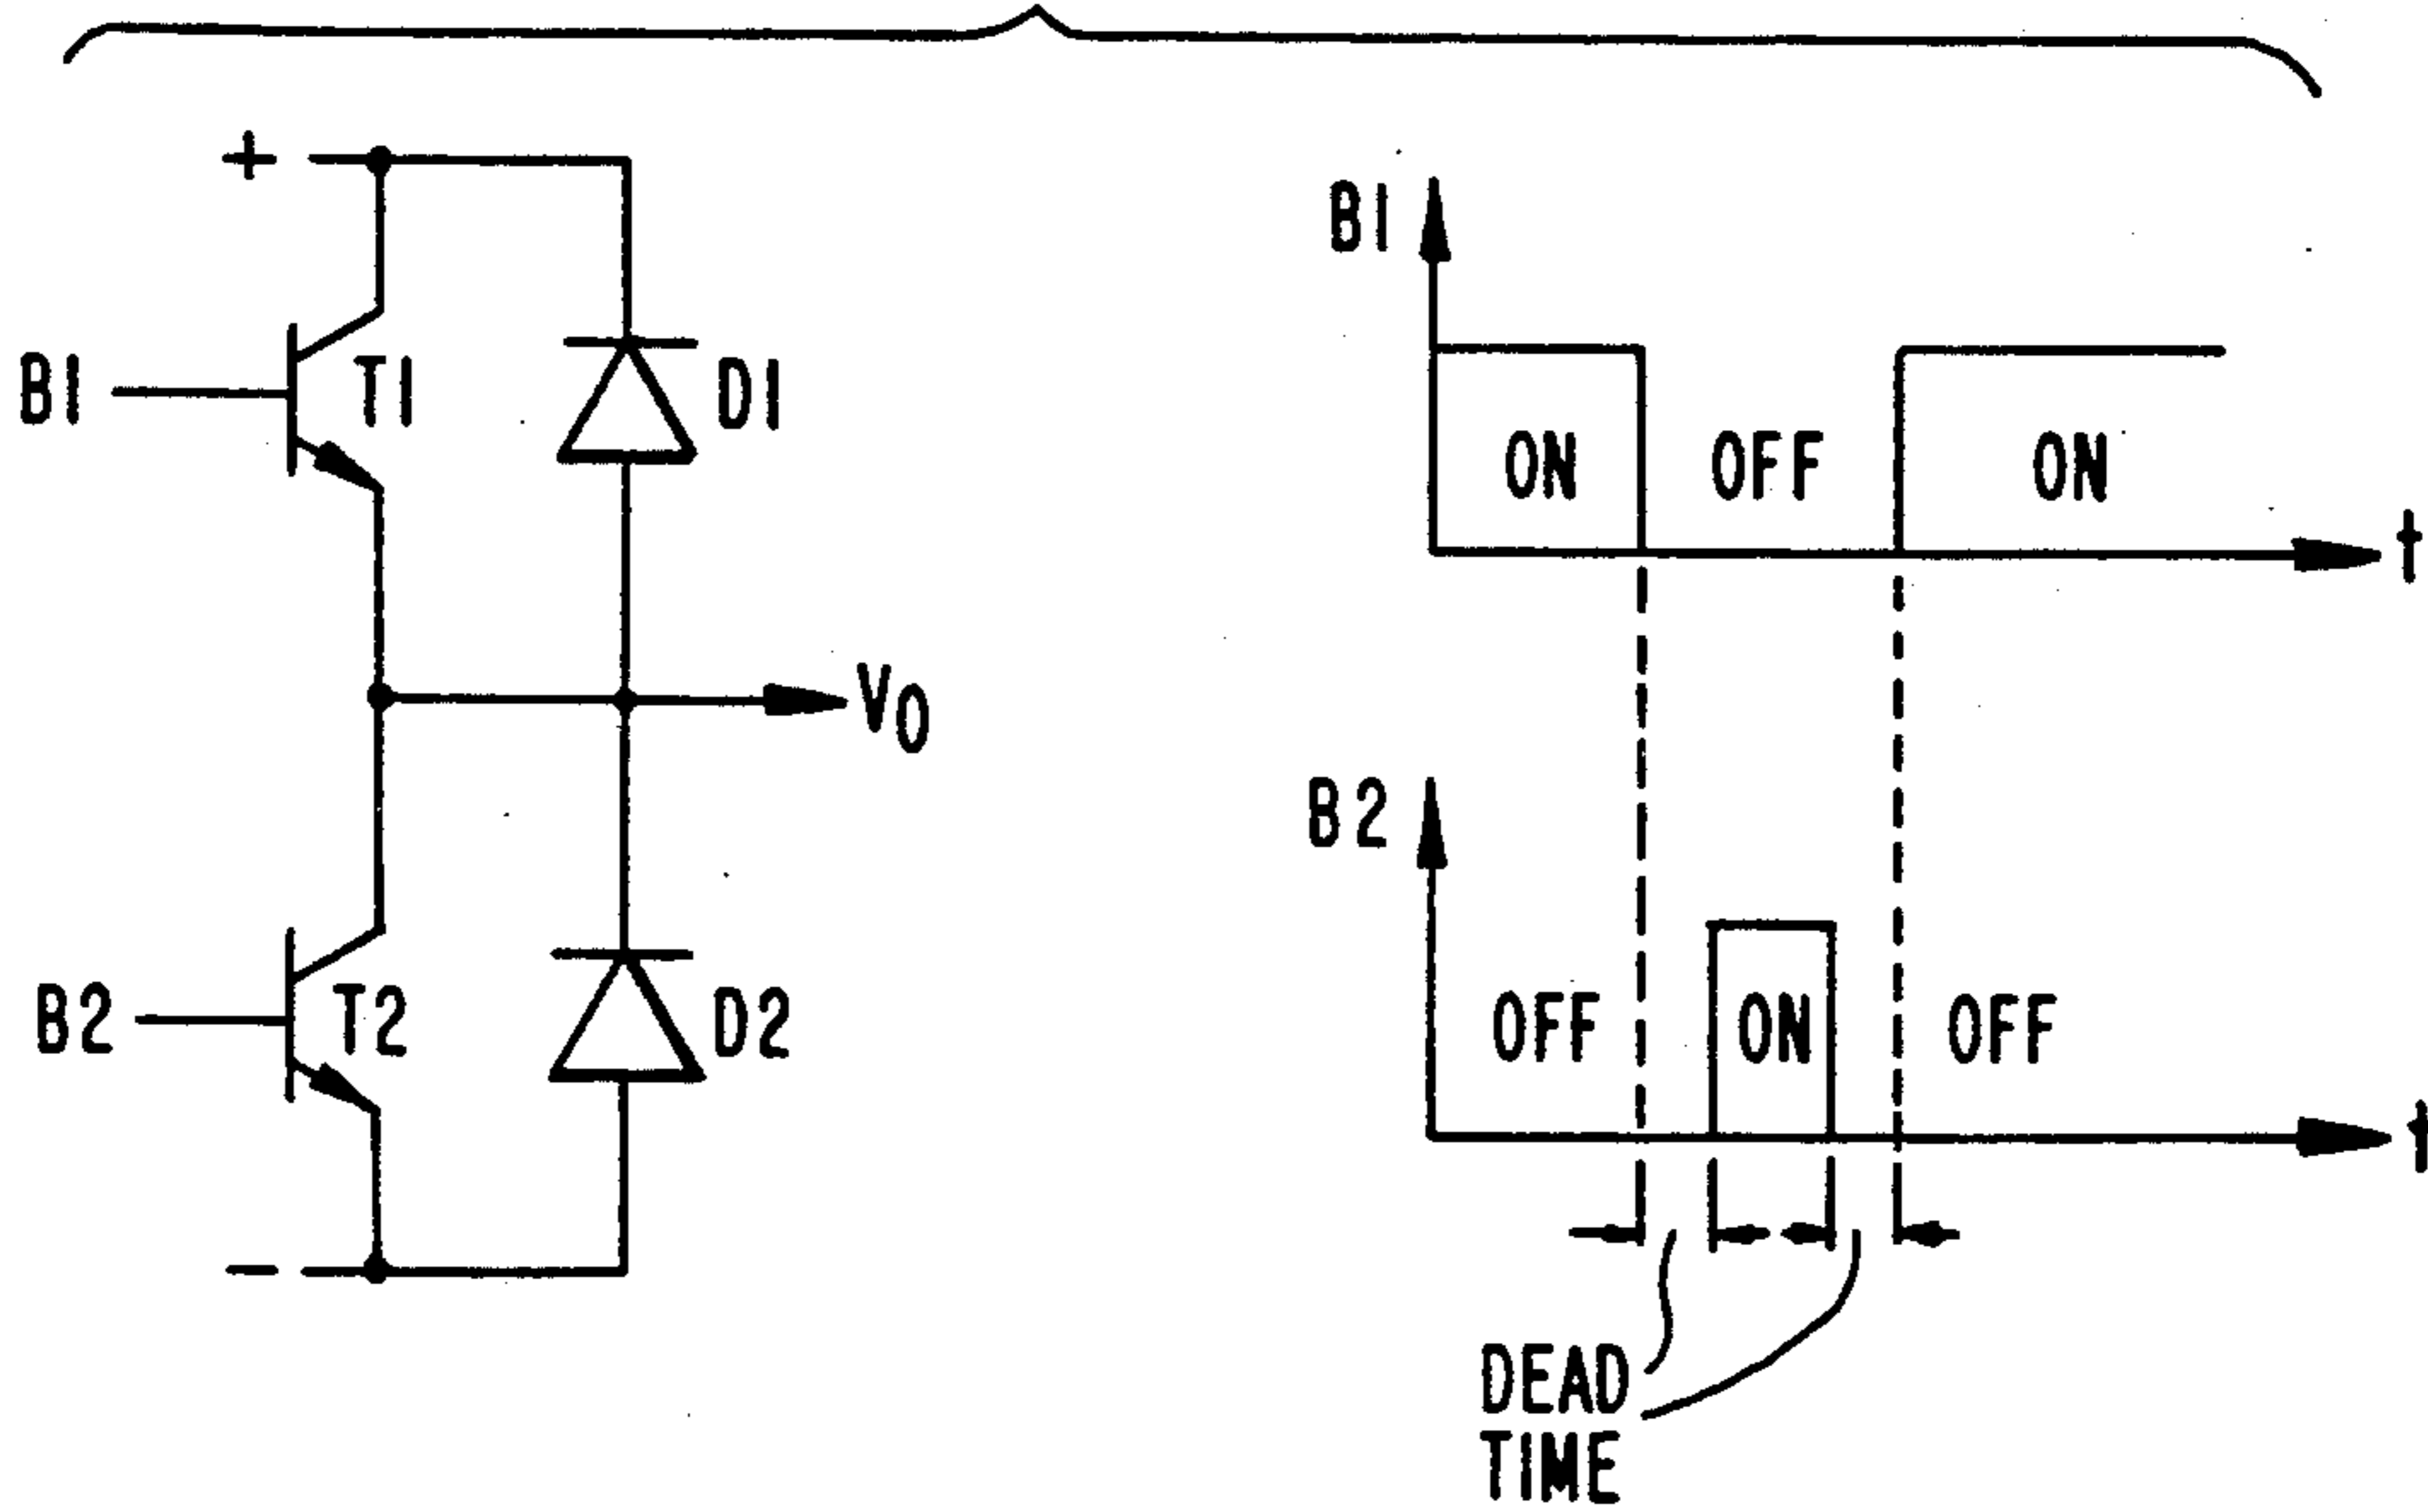 +
B1
T1
D1
V0
B2
T2
D2
-
B1
ON
OFF
ON
t
B2
OFF
ON
OFF
t
DEAD
TIME